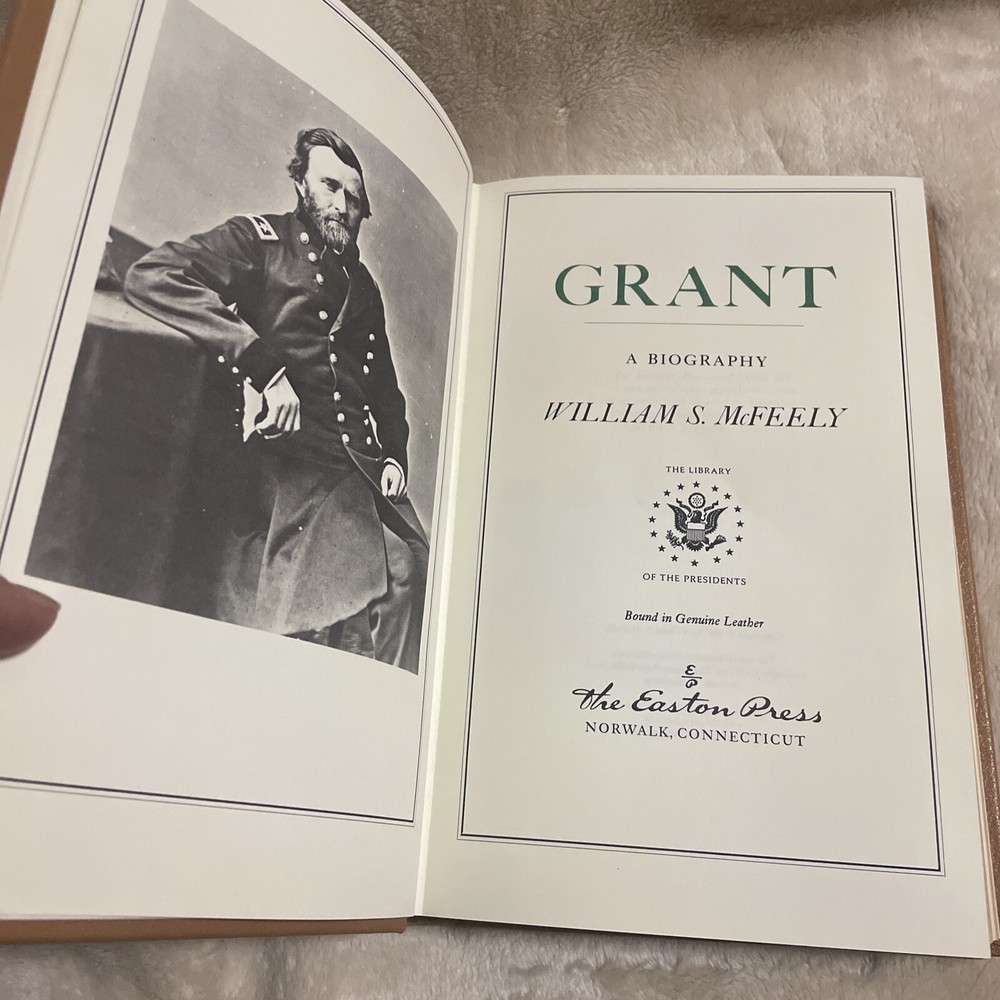 GRANT
A BIOGRAPHY
WILLIAM S. McFEELY
THE LIBRARY
OF THE PRESIDENTS
Bound in Genuine Leather
E
P
The Easton Press
NORWALK, CONNECTICUT